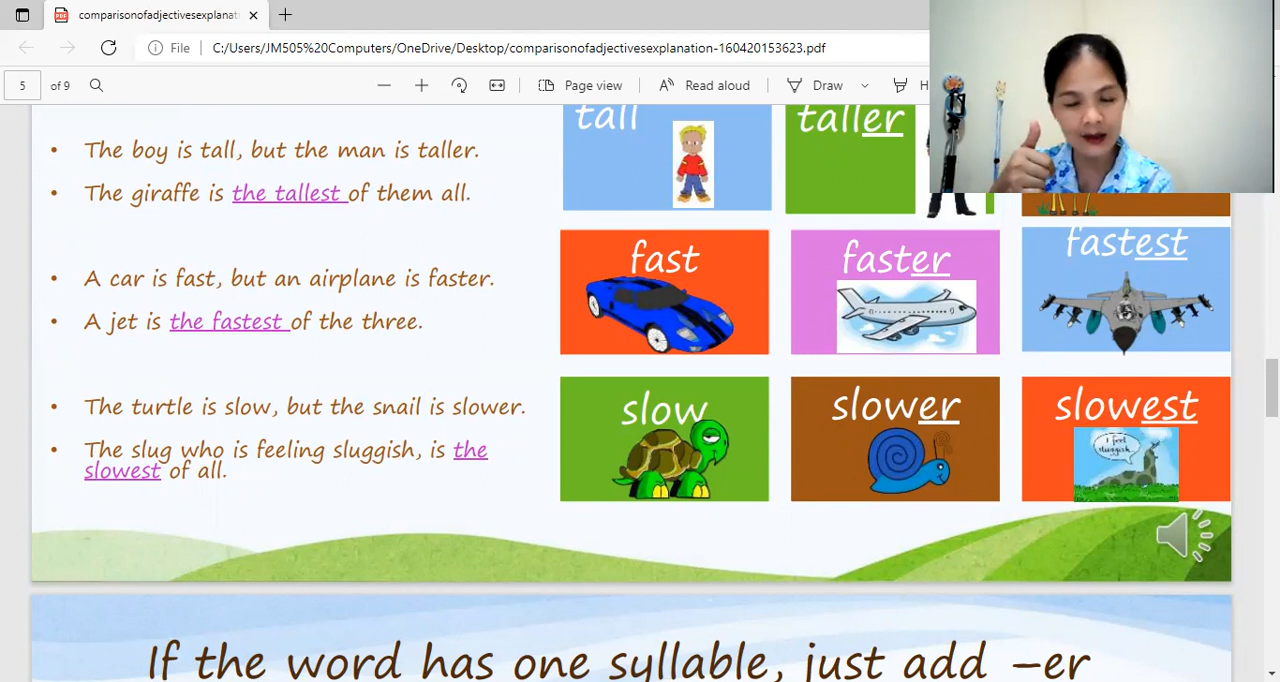 comparisonofadjectivesexplanat
File
C:/Users/JM505%20Computers/OneDrive/Desktop/comparisonofadjectivesexplanation-160420153623.pdf
5 of 9
Page view
Read aloud
Draw
tall
taller
• The boy is tall, but the man is taller.
• The giraffe is the tallest of them all.
fast
faster
fastest
• A car is fast, but an airplane is faster.
• A jet is the fastest of the three.
slow
slower
slowest
I feel
sluggish
• The turtle is slow, but the snail is slower.
• The slug who is feeling sluggish, is the
slowest of all.
If the word has one syllable, just add –er